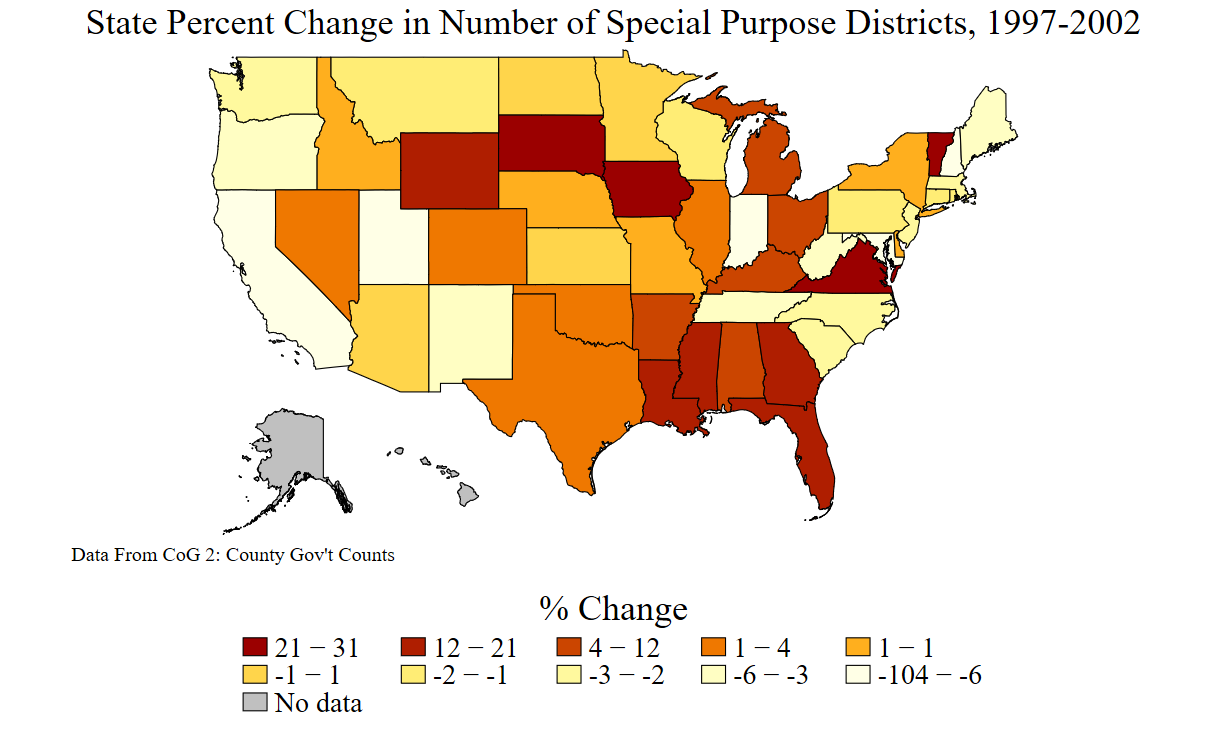 State Percent Change in Number of Special Purpose Districts, 1997-2002
Data From CoG 2: County Gov't Counts
% Change
21 − 31 12 − 21 4 − 12 1 − 4 1 − 1
-1 − 1 -2 − -1 -3 − -2 -6 − -3 -104 − -6
No data